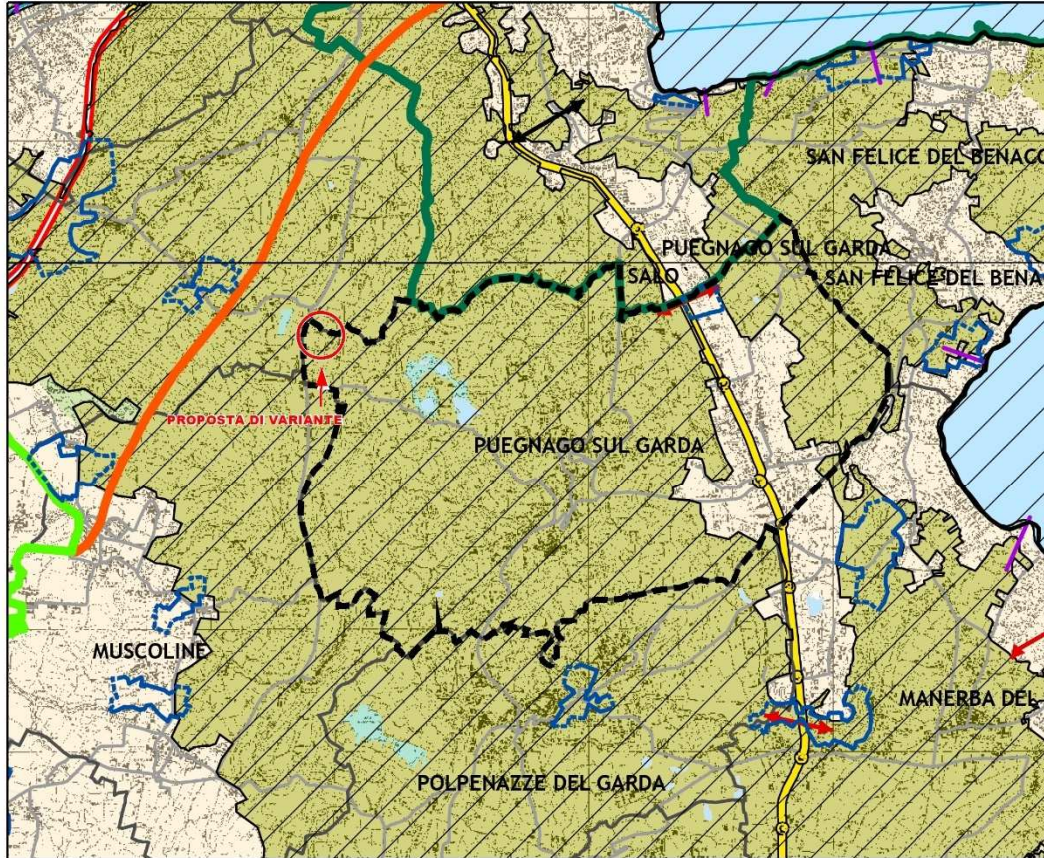 SAN FELICE DEL BENACO
PUEGNAGO SUL GARDA
SALO
SAN FELICE DEL BENA
PROPOSTA DI VARIANTE
PUEGNAGO SUL GARDA
MUSCOLINE
MANERBA DEL
POLPENAZZE DEL GARDA